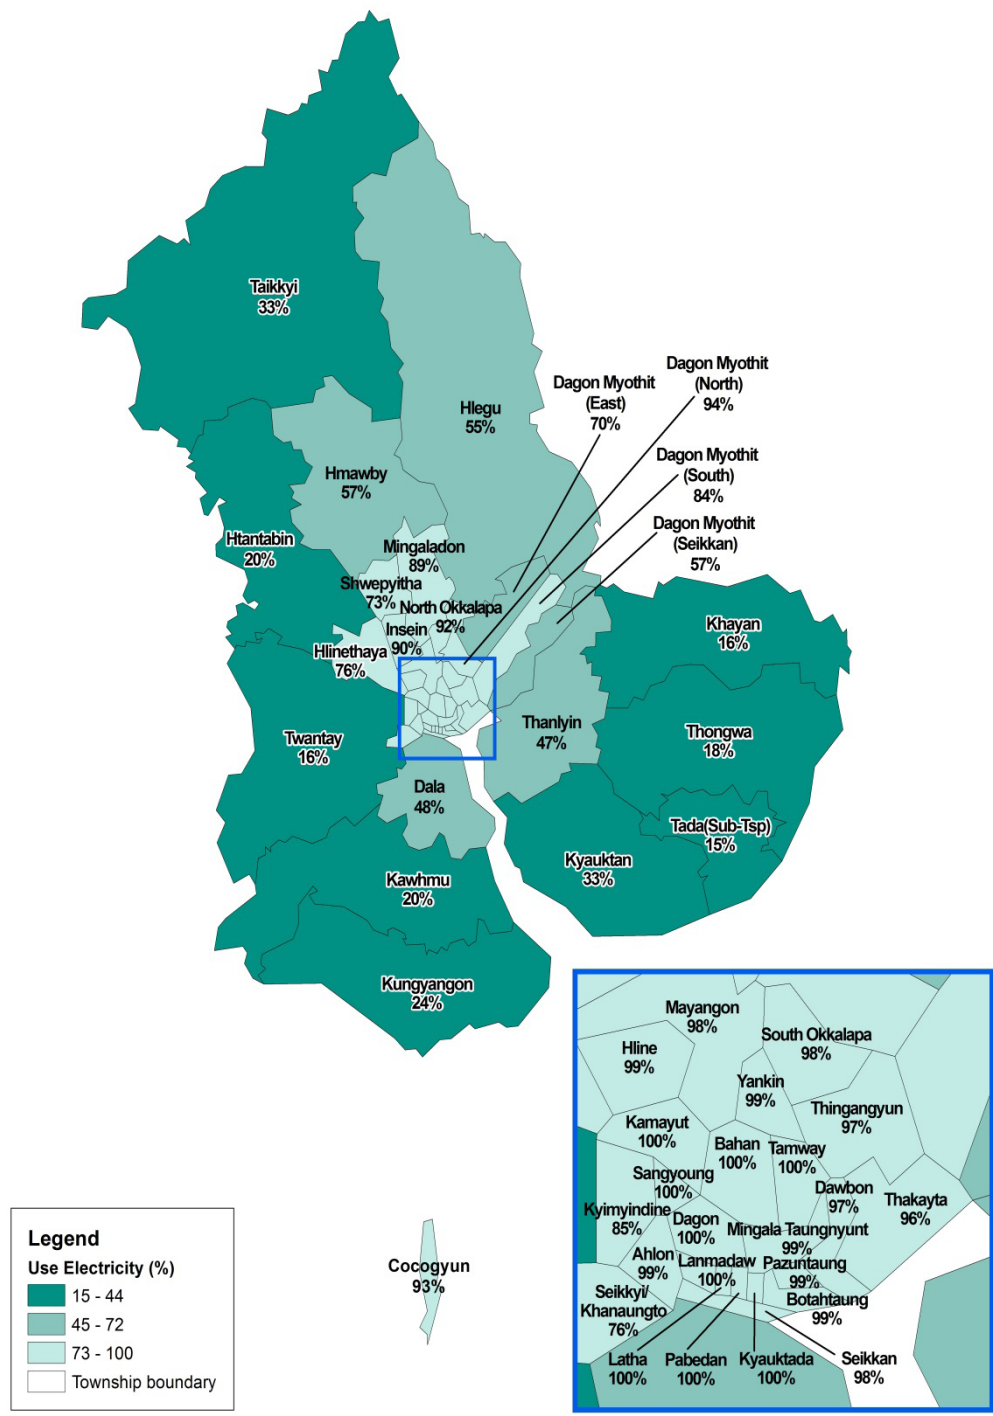 Taikkyi
33%
Hlegu
55%
Dagon Myothit
(East)
70%
Dagon Myothit
(North)
94%
Dagon Myothit
(South)
84%
Dagon Myothit
(Seikkan)
57%
Hmawby
57%
Htantabin
20%
Mingaladon
89%
Shwepyitha
73%
North Okkalapa
92%
Insein
90%
Hlinethaya
76%
Khayan
16%
Twantay
16%
Thanlyin
47%
Thongwa
18%
Dala
48%
Tada(Sub-Tsp)
15%
Kyauktan
33%
Kawhmu
20%
Kungyangon
24%
Cocogyun
93%
Mayangon
98%
South Okkalapa
98%
Hline
99%
Yankin
99%
Thingangyun
97%
Kamayut
100%
Bahan
100%
Tamway
100%
Sangyoung
100%
Dawbon
97%
Thakayta
96%
Kyimyindine
85%
Dagon
100%
Mingala Taungnyunt
99%
Ahlon
99%
Lanmadaw
100%
Pazuntaung
99%
Seikkyi/
Khanaungto
76%
Botahtaung
99%
Latha
100%
Pabedan
100%
Kyauktada
100%
Seikkan
98%
Legend
Use Electricity (%)
15 - 44
45 - 72
73 - 100
Township boundary